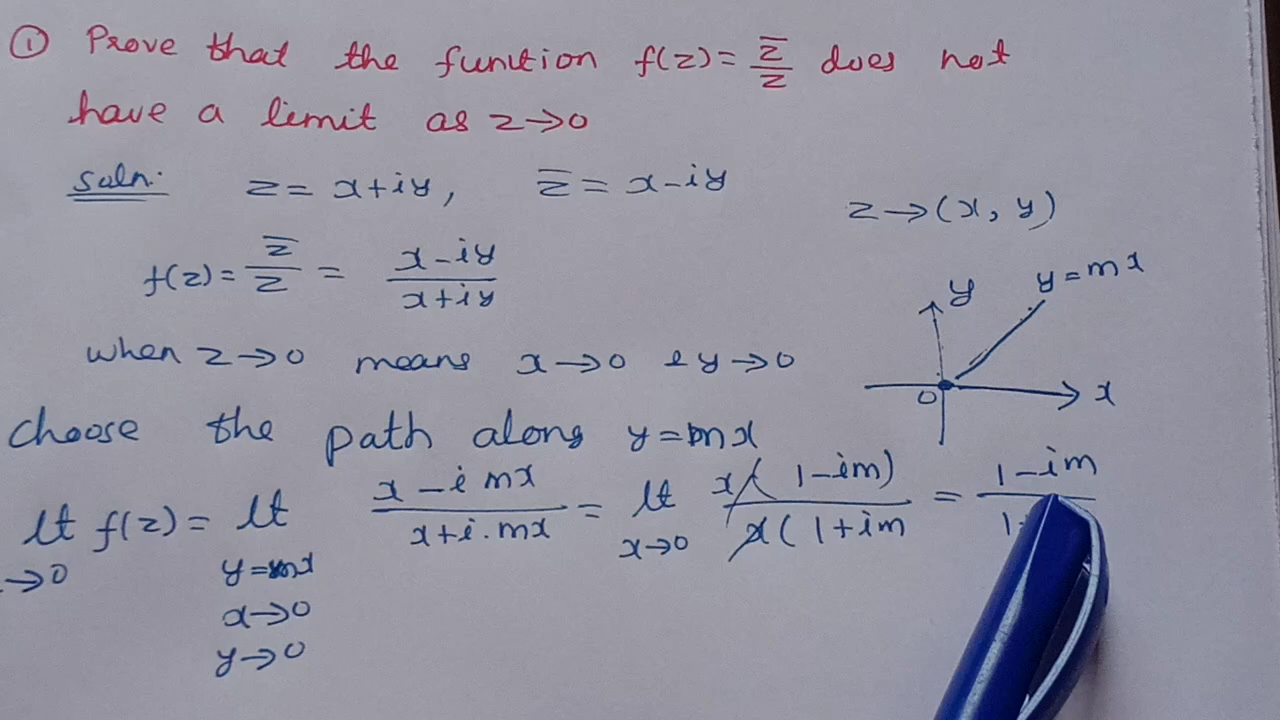 ① Prove that the function f(z) = z̅/z does not
have a limit as z→0
Soln: z = x+iy, z̅ = x-iy
z→(x, y)
f(z) = z̅/z = (x-iy)/(x+iy)
y
y=mx
when z→0 means x→0 & y→0
0
x
choose the path along y=mx
lt f(z) = lt (x-i mx)/(x+i.mx) = lt x(1-im)/x(1+im = (1-im)/1
→0
y=mx
x→0
x→0
y→0